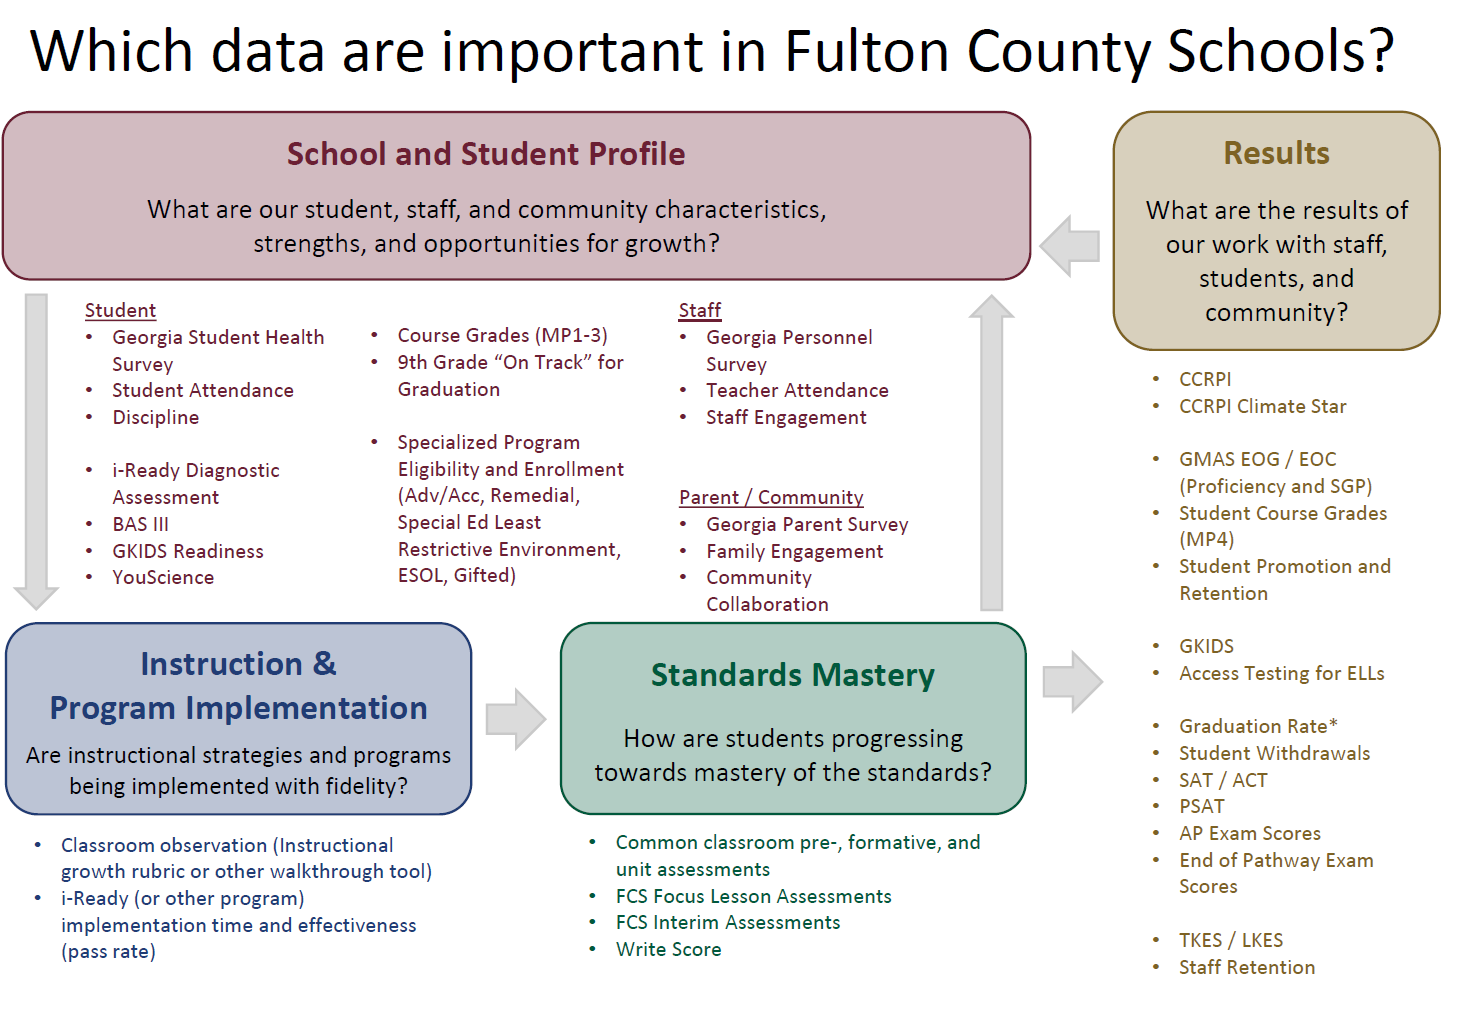 Which data are important in Fulton County Schools?
School and Student Profile
What are our student, staff, and community characteristics,
strengths, and opportunities for growth?
Student
• Georgia Student Health
Survey
• Student Attendance
• Discipline
• i-Ready Diagnostic
Assessment
• BAS III
• GKIDS Readiness
• YouScience
• Course Grades (MP1-3)
• 9th Grade “On Track” for
Graduation
• Specialized Program
Eligibility and Enrollment
(Adv/Acc, Remedial,
Special Ed Least
Restrictive Environment,
ESOL, Gifted)
Staff
• Georgia Personnel
Survey
• Teacher Attendance
• Staff Engagement
Parent / Community
• Georgia Parent Survey
• Family Engagement
• Community
Collaboration
Instruction &
Program Implementation
Are instructional strategies and programs
being implemented with fidelity?
• Classroom observation (Instructional
growth rubric or other walkthrough tool)
• i-Ready (or other program)
implementation time and effectiveness
(pass rate)
Standards Mastery
How are students progressing
towards mastery of the standards?
• Common classroom pre-, formative, and
unit assessments
• FCS Focus Lesson Assessments
• FCS Interim Assessments
• Write Score
Results
What are the results of
our work with staff,
students, and
community?
• CCRPI
• CCRPI Climate Star
• GMAS EOG / EOC
(Proficiency and SGP)
• Student Course Grades
(MP4)
• Student Promotion and
Retention
• GKIDS
• Access Testing for ELLs
• Graduation Rate*
• Student Withdrawals
• SAT / ACT
• PSAT
• AP Exam Scores
• End of Pathway Exam
Scores
• TKES / LKES
• Staff Retention